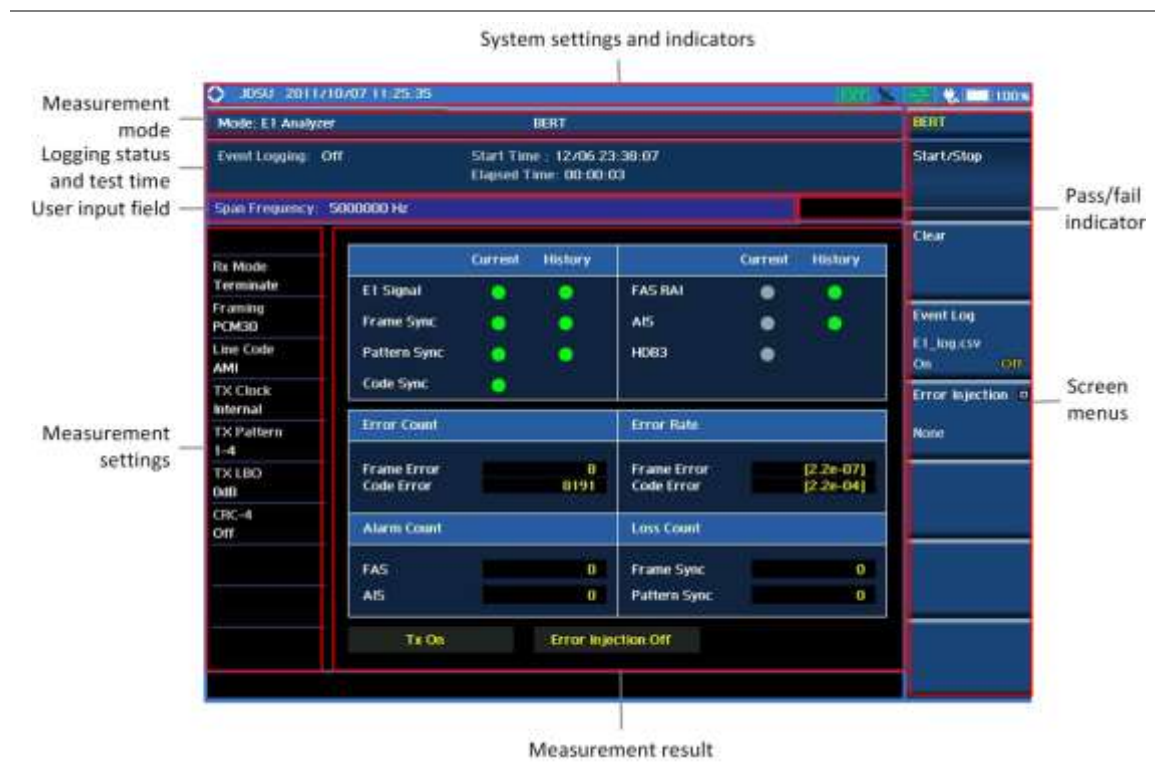 System settings and indicators
JDSU 2011/10/07 11:25:35
100%
Measurement mode
Mode: E1 Analyzer BERT
BERT
Logging status and test time
Event Logging: Off
Start Time : 12/06 23:38:07
Elapsed Time: 00:00:03
Start/Stop
User input field
Span Frequency: 5000000 Hz
Pass/fail indicator
Clear
Measurement settings
Rx Mode
Terminate
Framing
PCM30
Line Code
AMI
TX Clock
Internal
TX Pattern
1-4
TX LBO
0dB
CRC-4
Off
Current History Current History
E1 Signal FAS RAI
Frame Sync AIS
Pattern Sync HDB3
Code Sync
Error Count Error Rate
Frame Error 0 Frame Error [2.2e-07]
Code Error 8191 Code Error [2.2e-04]
Alarm Count Loss Count
FAS 0 Frame Sync 0
AIS 0 Pattern Sync 0
Tx On Error Injection Off
Event Log
E1_log.csv
On Off
Error Injection
None
Screen menus
Measurement result